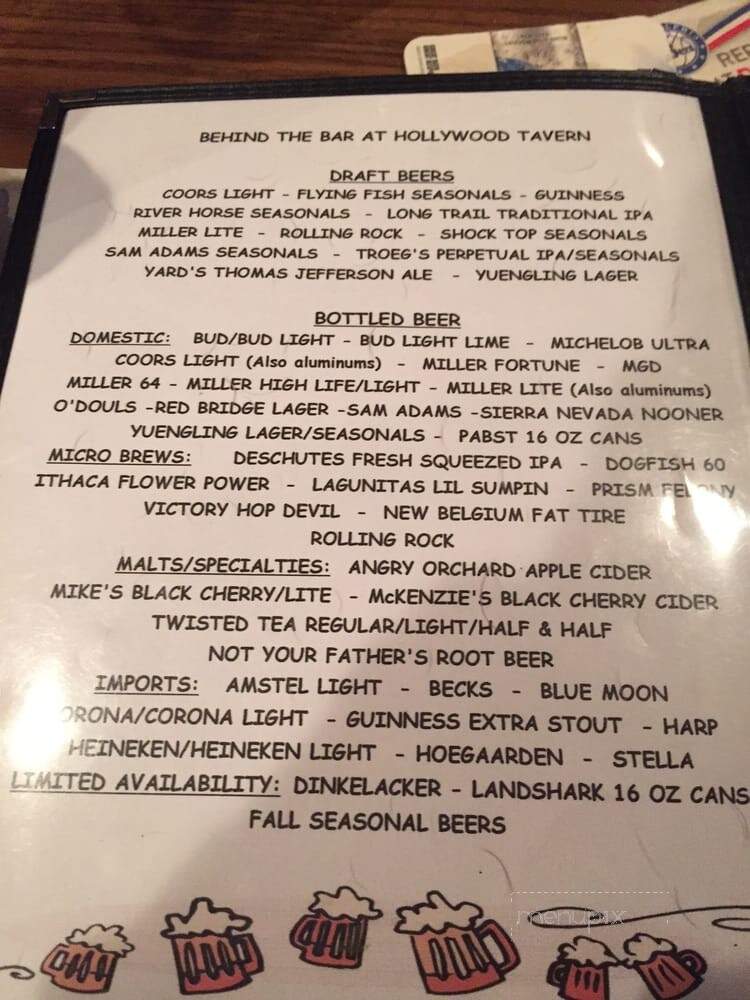 BEHIND THE BAR AT HOLLYWOOD TAVERN
DRAFT BEERS
COORS LIGHT - FLYING FISH SEASONALS - GUINNESS
RIVER HORSE SEASONALS - LONG TRAIL TRADITIONAL IPA
MILLER LITE - ROLLING ROCK - SHOCK TOP SEASONALS
SAM ADAMS SEASONALS - TROEG'S PERPETUAL IPA/SEASONALS
YARD'S THOMAS JEFFERSON ALE - YUENGLING LAGER
BOTTLED BEER
DOMESTIC: BUD/BUD LIGHT - BUD LIGHT LIME - MICHELOB ULTRA
COORS LIGHT (Also aluminums) - MILLER FORTUNE - MGD
MILLER 64 - MILLER HIGH LIFE/LIGHT - MILLER LITE (Also aluminums)
O'DOULS -RED BRIDGE LAGER -SAM ADAMS -SIERRA NEVADA NOONER
YUENGLING LAGER/SEASONALS - PABST 16 OZ CANS
MICRO BREWS: DESCHUTES FRESH SQUEEZED IPA - DOGFISH 60
ITHACA FLOWER POWER - LAGUNITAS LIL SUMPIN - PRISM FELONY
VICTORY HOP DEVIL - NEW BELGIUM FAT TIRE
ROLLING ROCK
MALTS/SPECIALTIES: ANGRY ORCHARD APPLE CIDER
MIKE'S BLACK CHERRY/LITE - McKENZIE'S BLACK CHERRY CIDER
TWISTED TEA REGULAR/LIGHT/HALF & HALF
NOT YOUR FATHER'S ROOT BEER
IMPORTS: AMSTEL LIGHT - BECKS - BLUE MOON
CORONA/CORONA LIGHT - GUINNESS EXTRA STOUT - HARP
HEINEKEN/HEINEKEN LIGHT - HOEGAARDEN - STELLA
LIMITED AVAILABILITY: DINKELACKER - LANDSHARK 16 OZ CANS
FALL SEASONAL BEERS
menupix